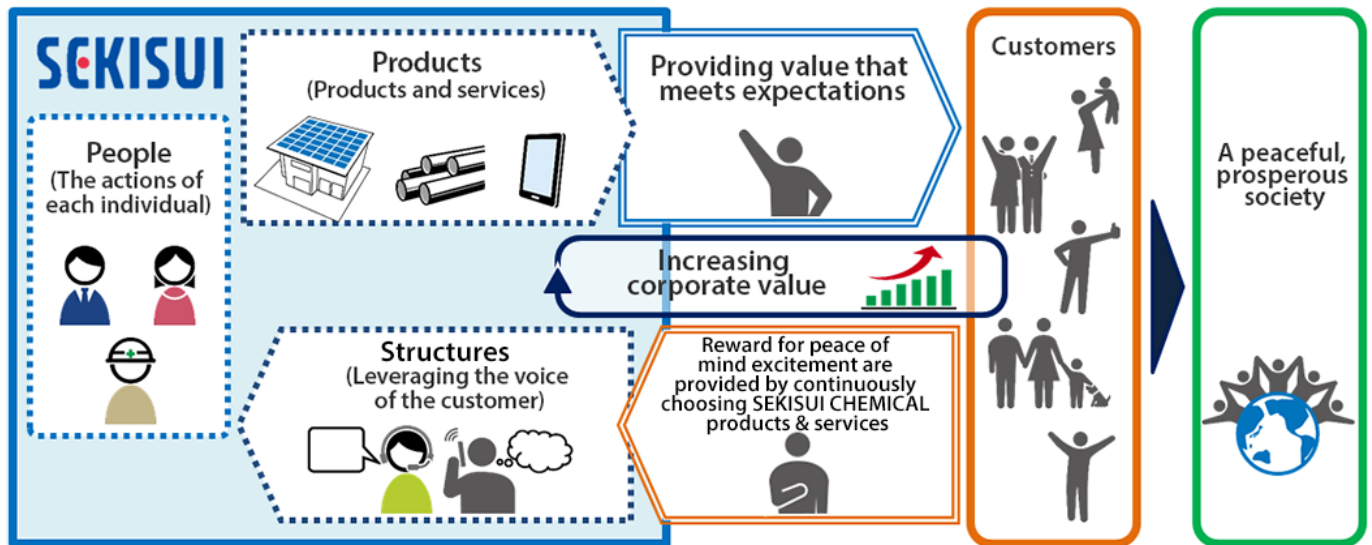 SEKISUI
People
(The actions of
each individual)
Products
(Products and services)
Providing value that
meets expectations
Customers
A peaceful,
prosperous
society
Increasing
corporate value
Structures
(Leveraging the voice
of the customer)
Reward for peace of
mind excitement are
provided by continuously
choosing SEKISUI CHEMICAL
products & services